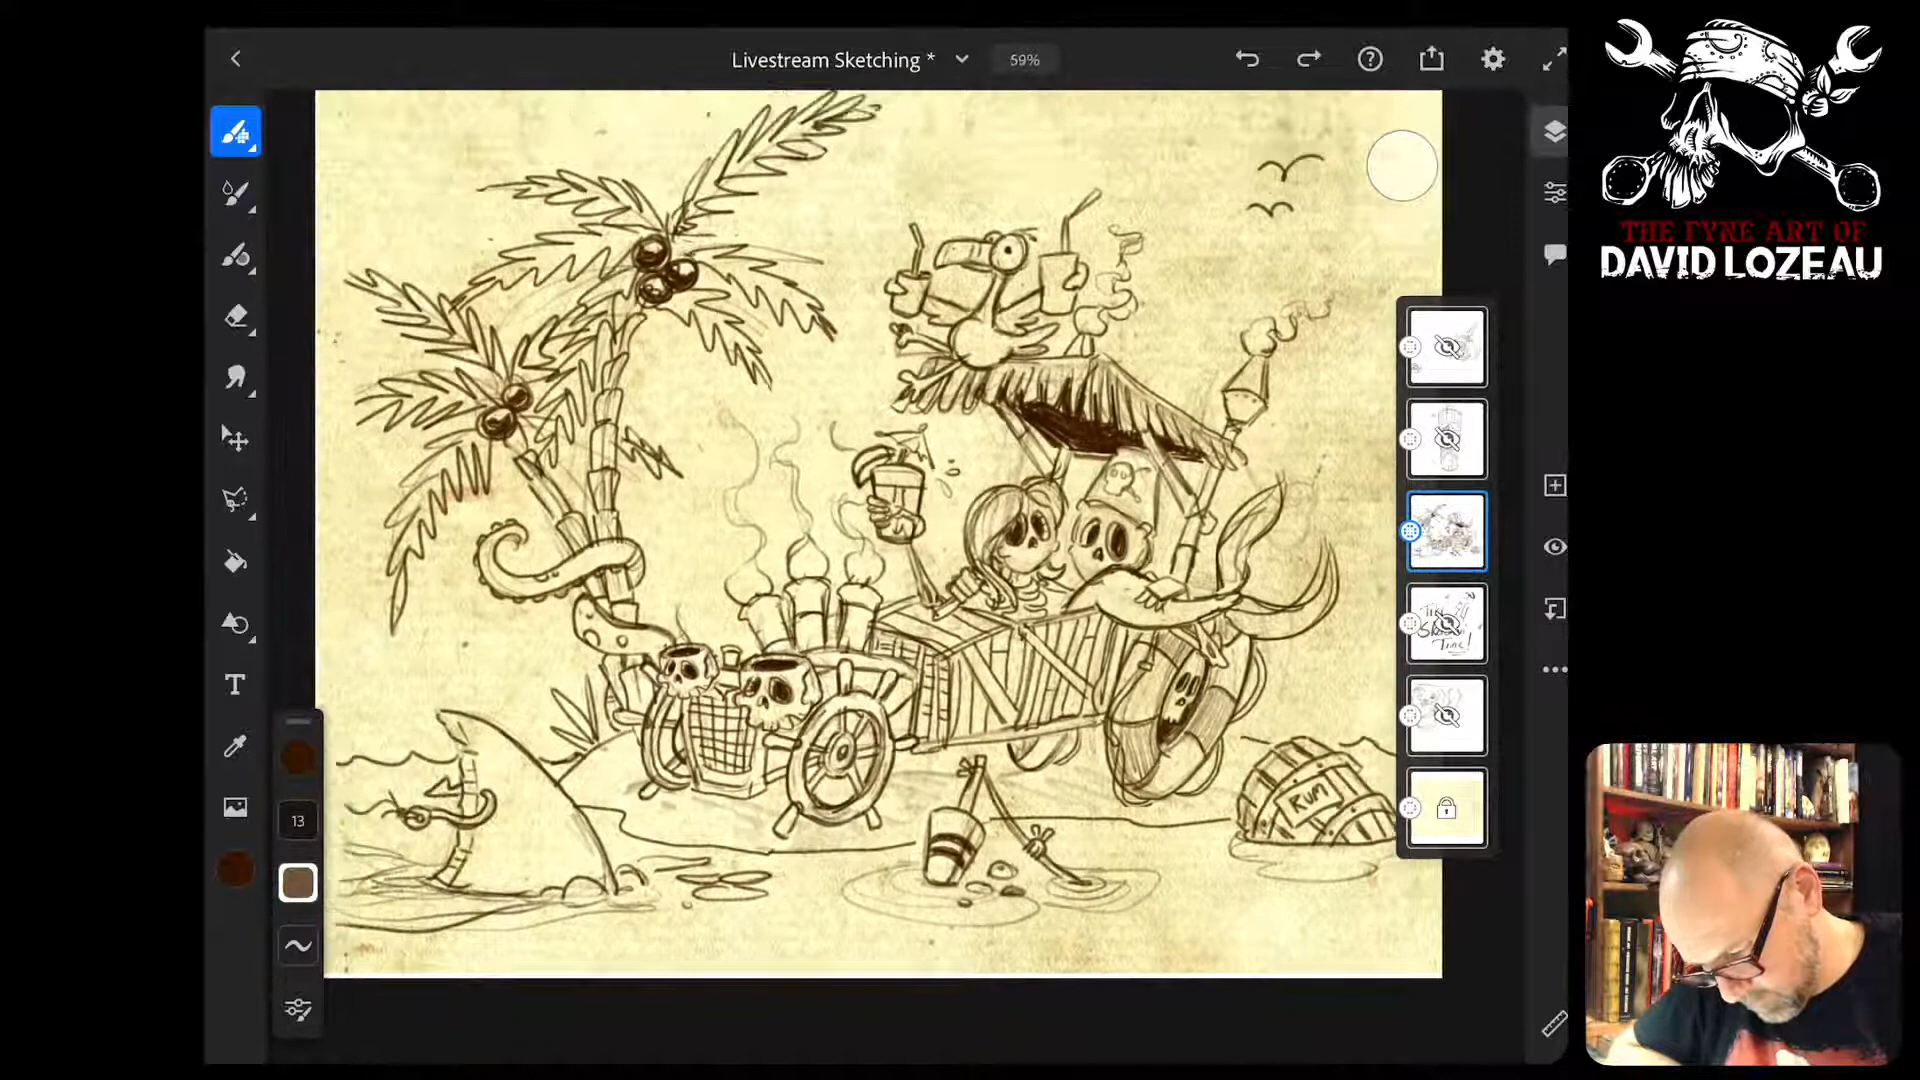 Livestream Sketching *
59%
THE FYNE ART OF
DAVID LOZEAU
T
13
RUM